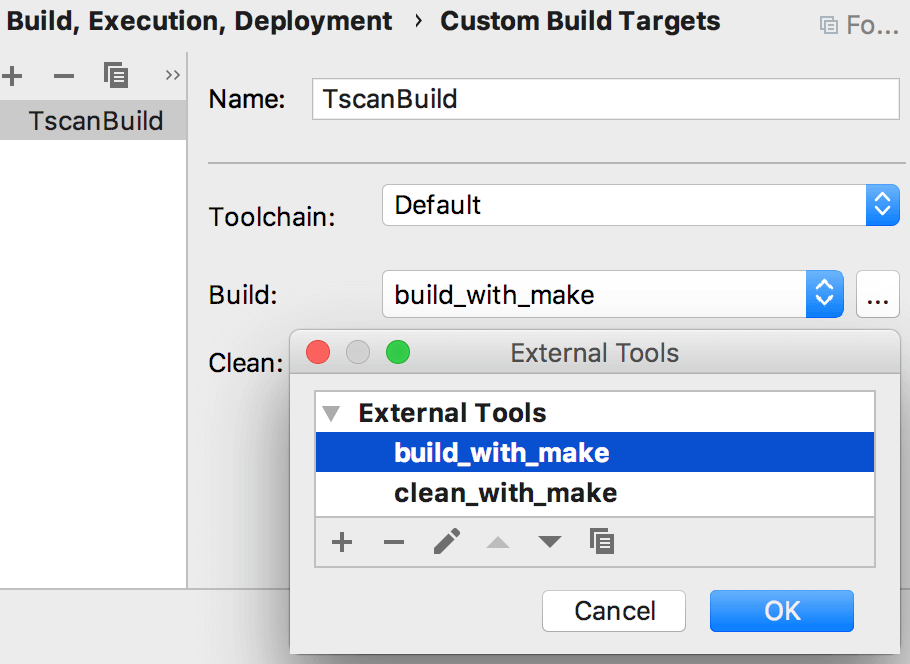 Build, Execution, Deployment › Custom Build Targets Fo...
TscanBuild
Name: TscanBuild
Toolchain: Default
Build: build_with_make ...
Clean:
External Tools
External Tools
build_with_make
clean_with_make
Cancel OK